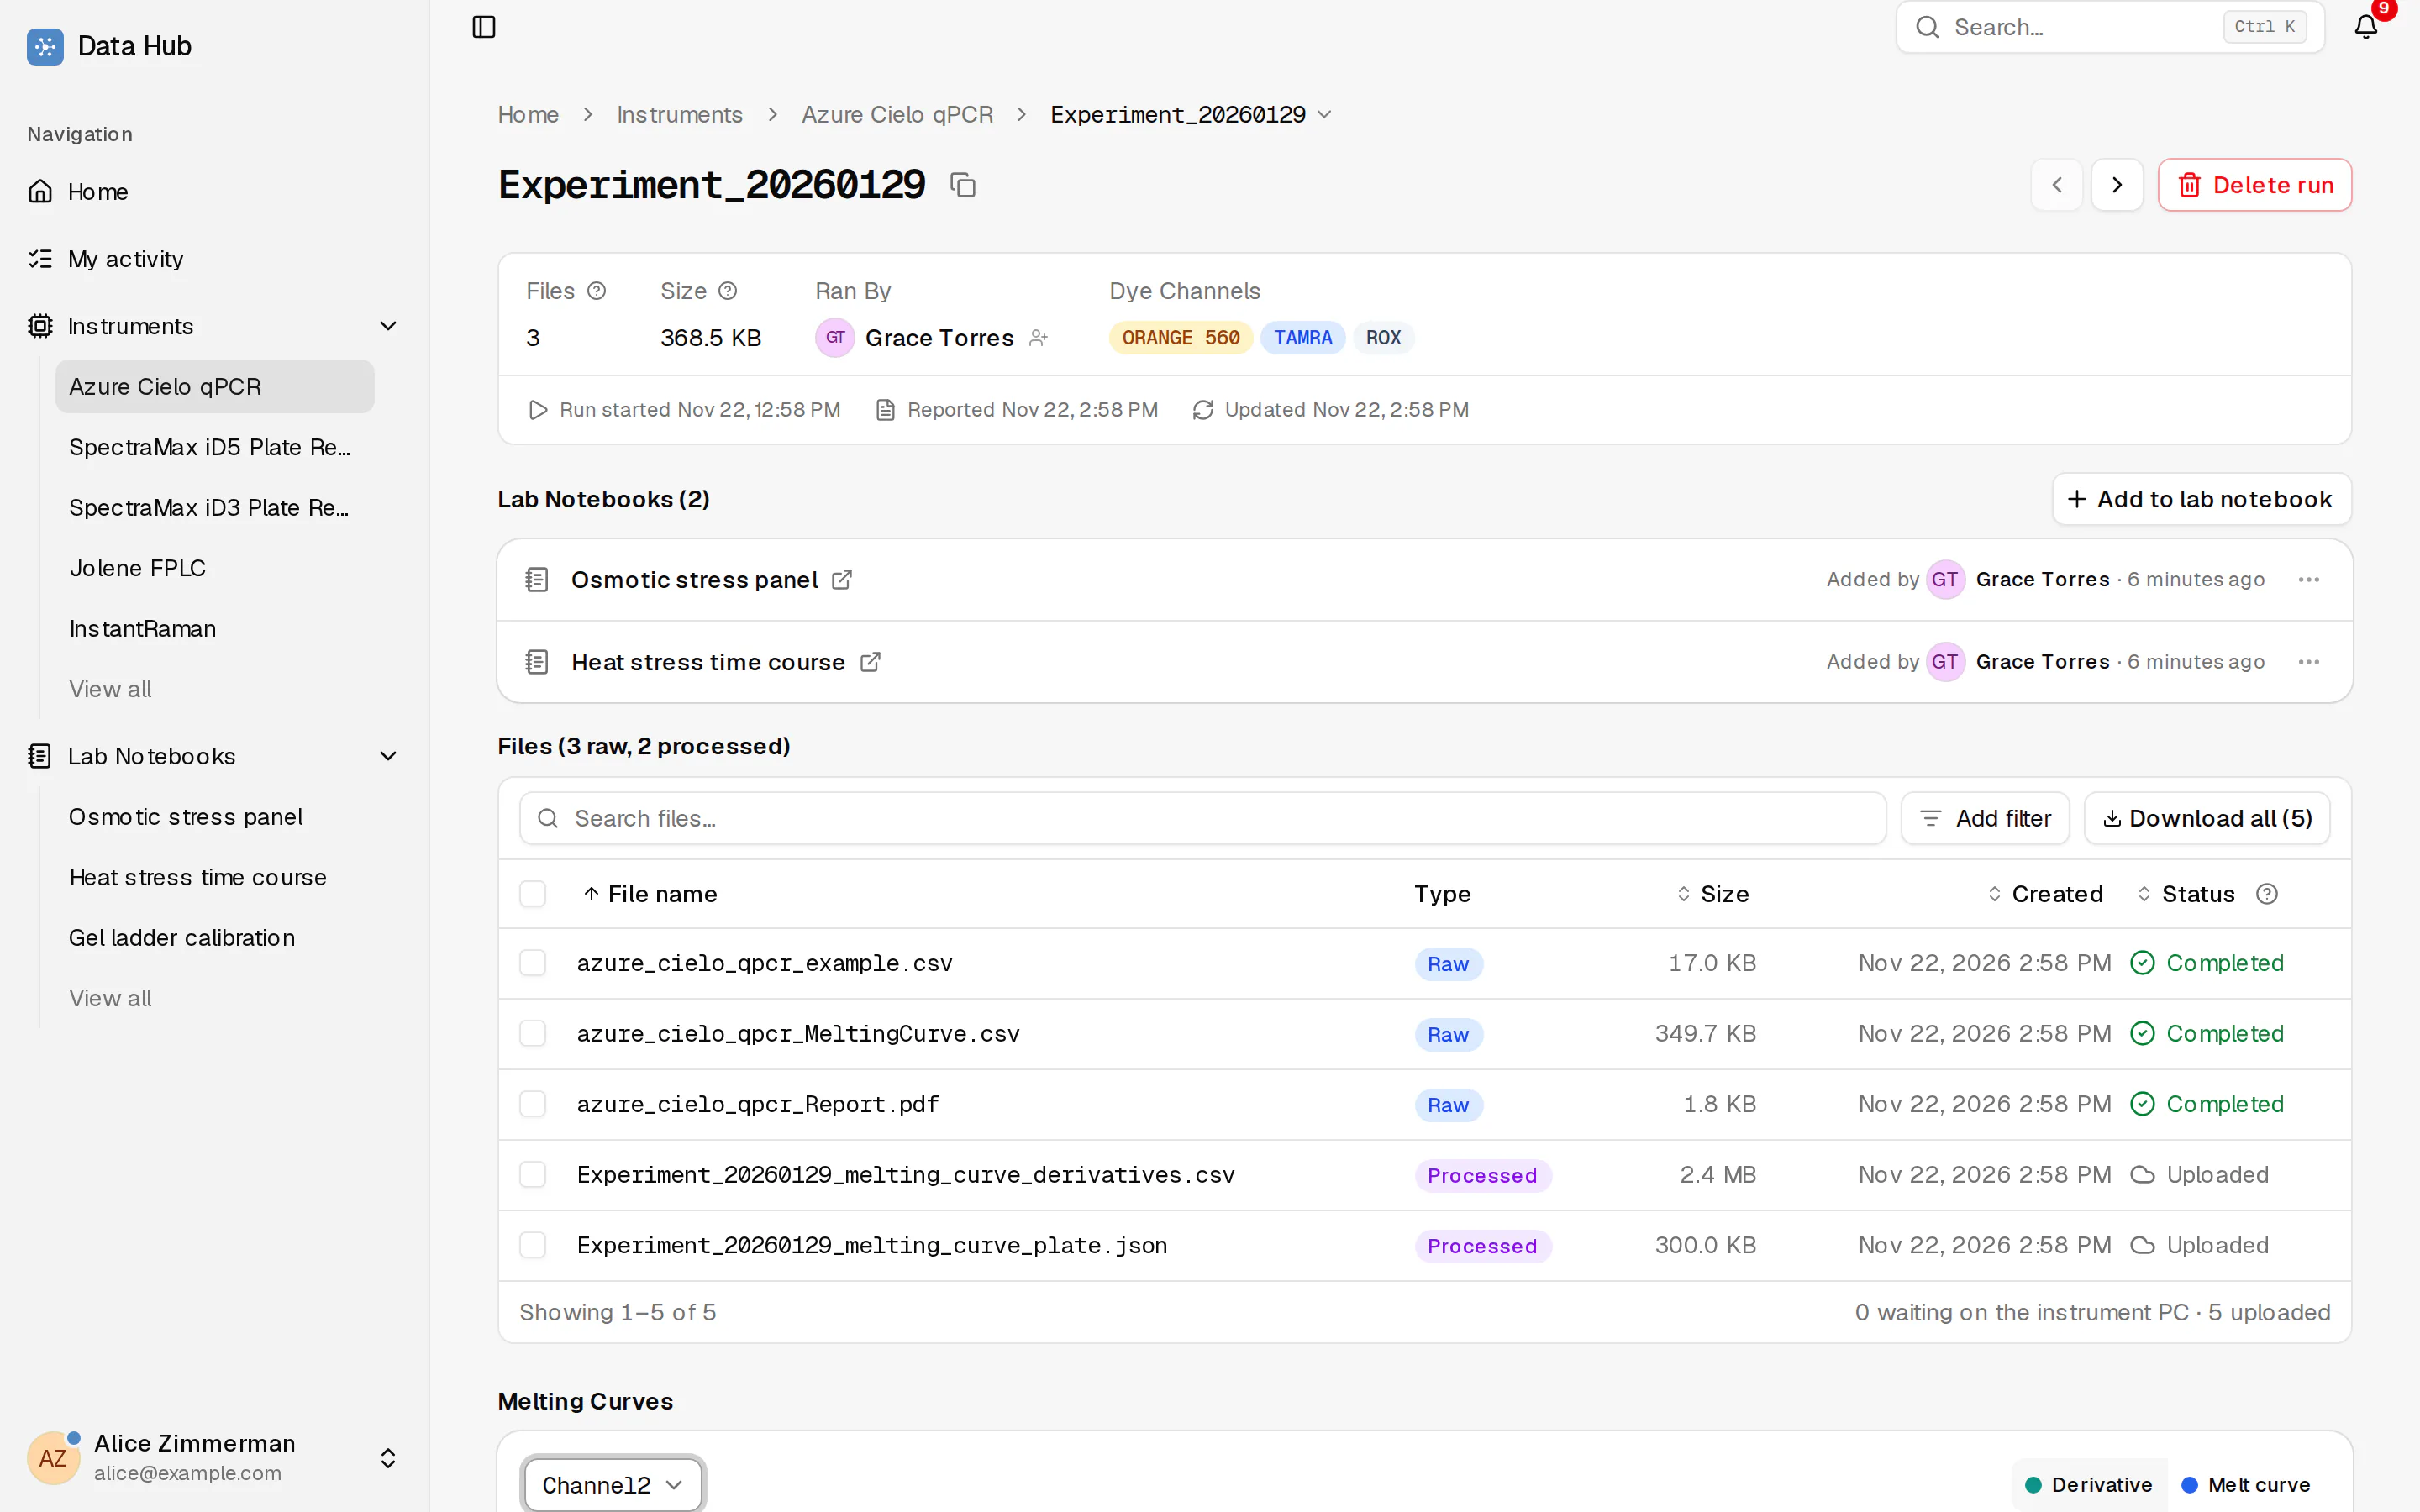 Data Hub
Search...
Ctrl K
9
Navigation
Home
My activity
Instruments
Azure Cielo qPCR
SpectraMax iD5 Plate Re...
SpectraMax iD3 Plate Re...
Jolene FPLC
InstantRaman
View all
Lab Notebooks
Osmotic stress panel
Heat stress time course
Gel ladder calibration
View all
AZ
Alice Zimmerman
alice@example.com
Home > Instruments > Azure Cielo qPCR > Experiment_20260129
Experiment_20260129
Delete run
Files Size Ran By Dye Channels
3 368.5 KB GT Grace Torres ORANGE 560 TAMRA ROX
Run started Nov 22, 12:58 PM Reported Nov 22, 2:58 PM Updated Nov 22, 2:58 PM
Lab Notebooks (2)
Add to lab notebook
Osmotic stress panel Added by GT Grace Torres · 6 minutes ago
Heat stress time course Added by GT Grace Torres · 6 minutes ago
Files (3 raw, 2 processed)
Search files... Add filter Download all (5)
File name Type Size Created Status
azure_cielo_qpcr_example.csv Raw 17.0 KB Nov 22, 2026 2:58 PM Completed
azure_cielo_qpcr_MeltingCurve.csv Raw 349.7 KB Nov 22, 2026 2:58 PM Completed
azure_cielo_qpcr_Report.pdf Raw 1.8 KB Nov 22, 2026 2:58 PM Completed
Experiment_20260129_melting_curve_derivatives.csv Processed 2.4 MB Nov 22, 2026 2:58 PM Uploaded
Experiment_20260129_melting_curve_plate.json Processed 300.0 KB Nov 22, 2026 2:58 PM Uploaded
Showing 1–5 of 5 0 waiting on the instrument PC · 5 uploaded
Melting Curves
Channel2 Derivative Melt curve